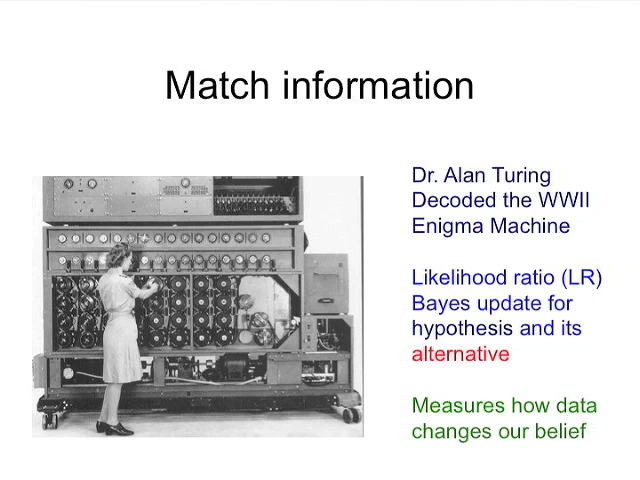 Match information
Dr. Alan Turing
Decoded the WWII
Enigma Machine
Likelihood ratio (LR)
Bayes update for
hypothesis and its
alternative
Measures how data
changes our belief